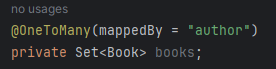 no usages
@OneToMany(mappedBy = "author")
private Set<Book> books;